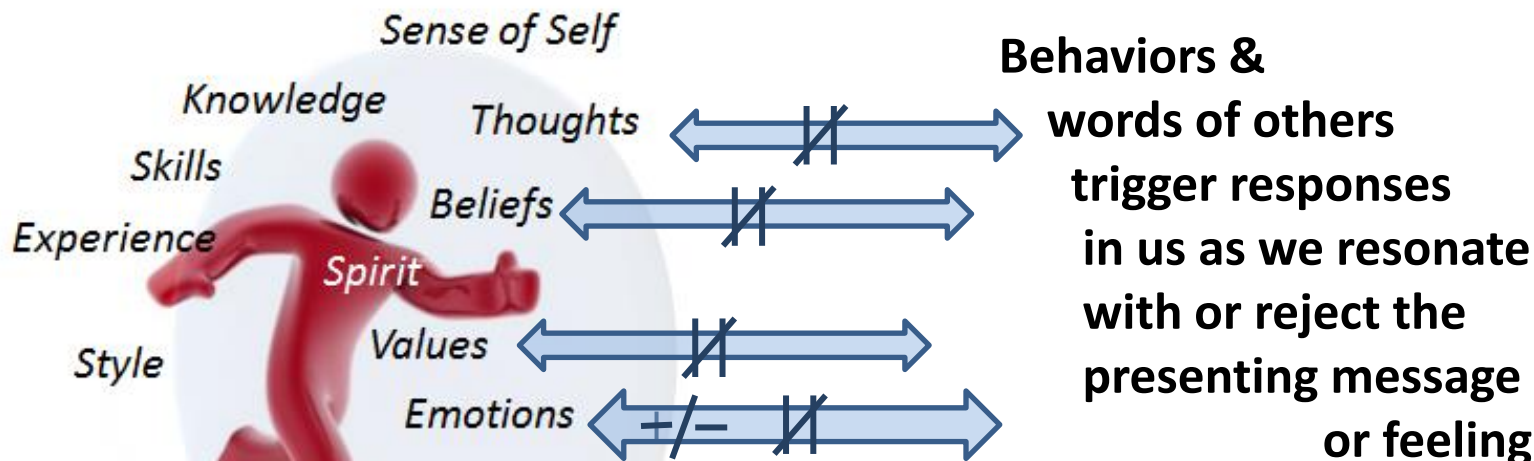 Sense of Self
Knowledge
Thoughts
Skills
Beliefs
Experience
Spirit
Values
Style
Emotions
+/−
Behaviors &
words of others
trigger responses
in us as we resonate
with or reject the
presenting message
or feeling